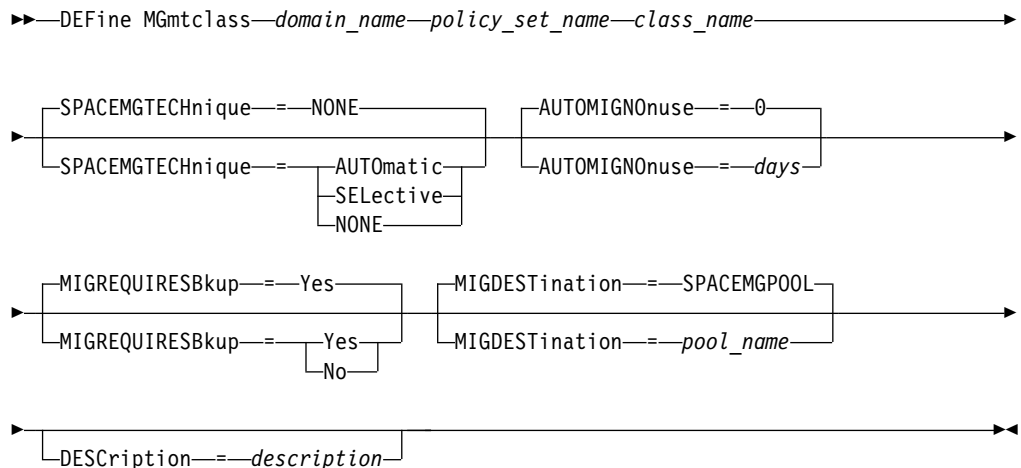 DEFine MGmtclass domain_name policy_set_name class_name
SPACEMGTECHnique = NONE
SPACEMGTECHnique = AUTOmatic
SELective
NONE
AUTOMIGNOnuse = 0
AUTOMIGNOnuse = days
MIGREQUIRESBkup = Yes
MIGREQUIRESBkup = Yes
No
MIGDESTination = SPACEMGPOOL
MIGDESTination = pool_name
DESCription = description